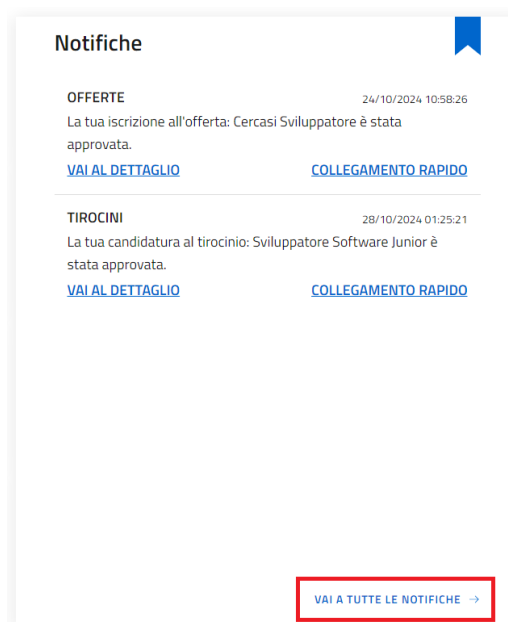 Notifiche
OFFERTE 24/10/2024 10:58:26
La tua iscrizione all'offerta: Cercasi Sviluppatore è stata
approvata.
VAI AL DETTAGLIO COLLEGAMENTO RAPIDO
TIROCINI 28/10/2024 01:25:21
La tua candidatura al tirocinio: Sviluppatore Software Junior è
stata approvata.
VAI AL DETTAGLIO COLLEGAMENTO RAPIDO
VAI A TUTTE LE NOTIFICHE →